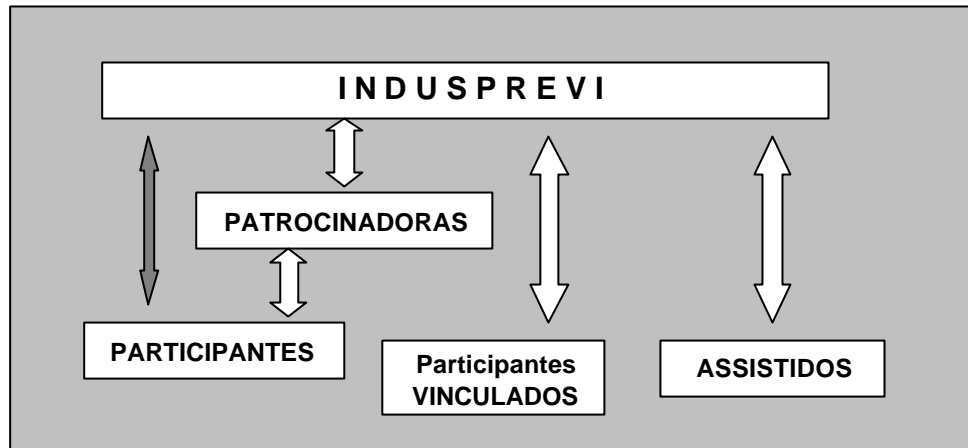 I N D U S P R E V I
PATROCINADORAS
PARTICIPANTES
Participantes
VINCULADOS
ASSISTIDOS